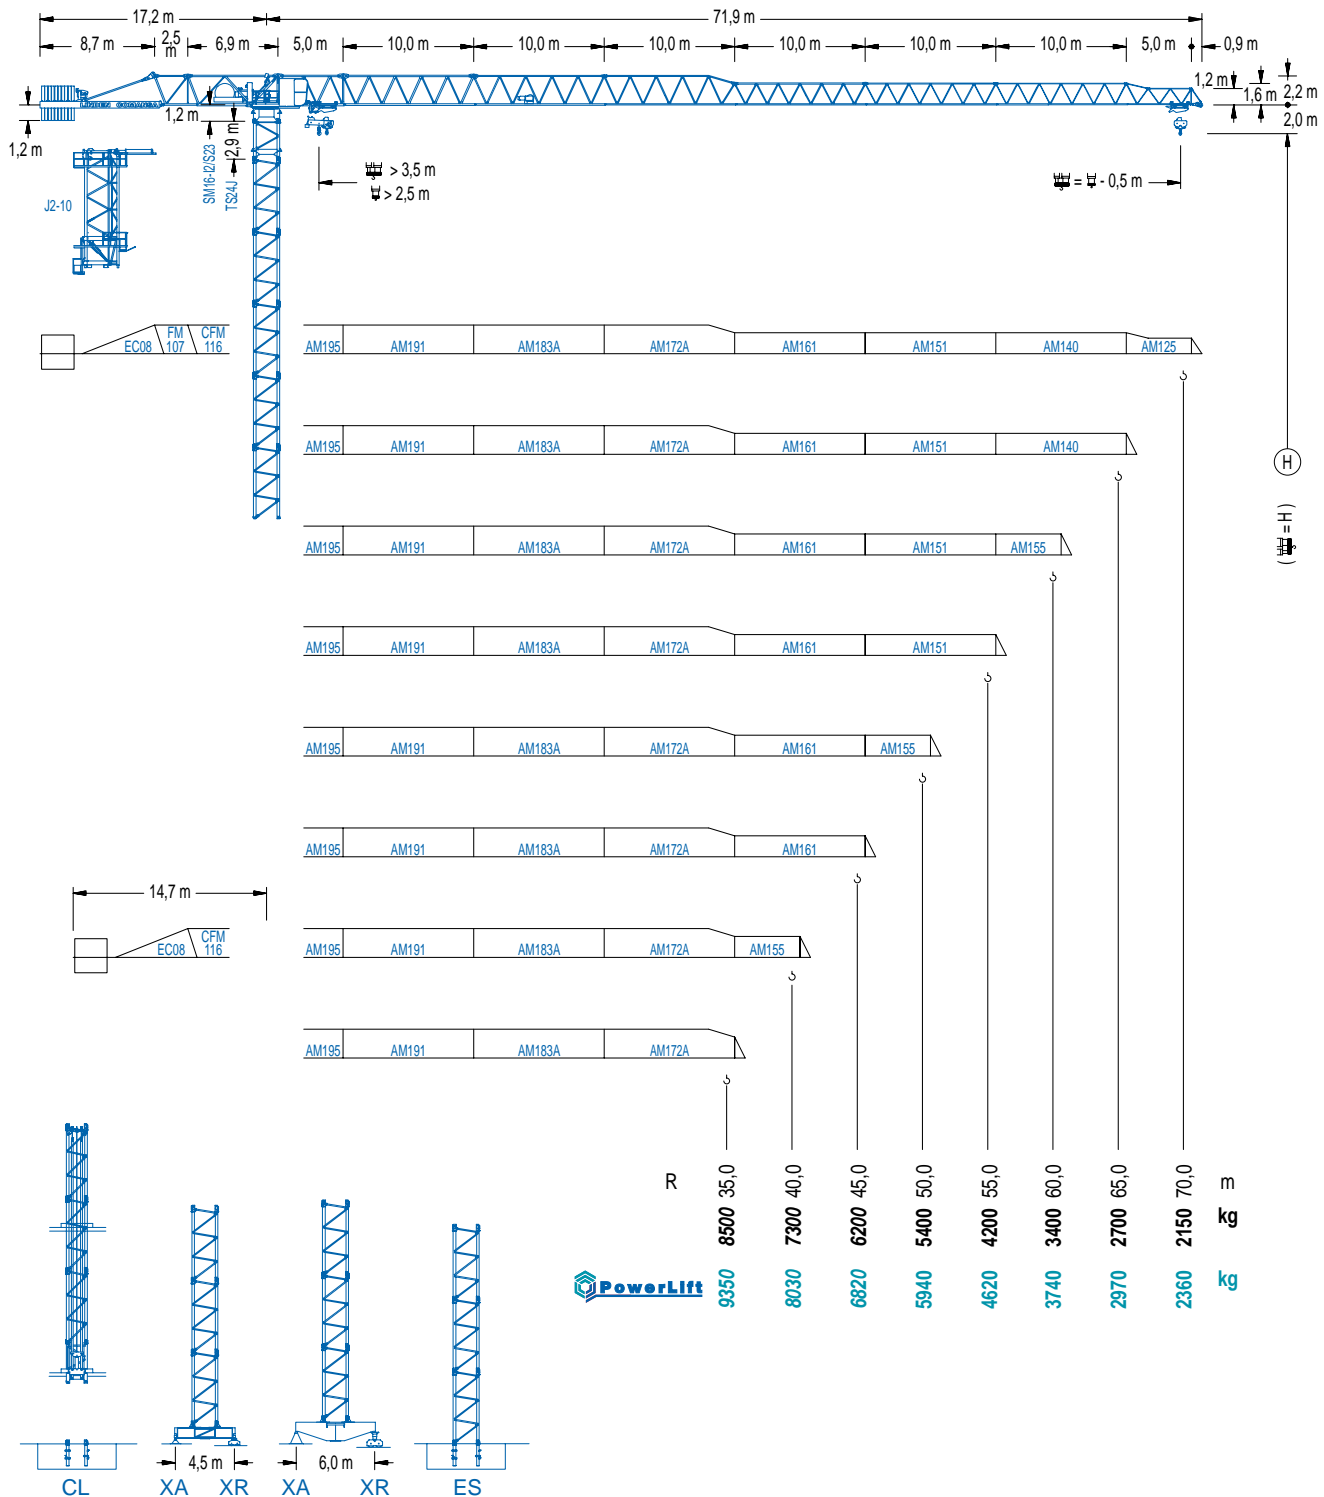 17,2 m 71,9 m
8,7 m 2,5 m 6,9 m 5,0 m 10,0 m 10,0 m 10,0 m 10,0 m 10,0 m 10,0 m 5,0 m 0,9 m
LINDEN COMANSA
1,2 m 1,2 m 2,9 m 1,2 m 1,6 m 2,2 m 2,0 m
SM16-I2/S23
TS24J
J2-10
> 3,5 m
> 2,5 m
= - 0,5 m
EC08 FM 107 CFM 116 AM195 AM191 AM183A AM172A AM161 AM151 AM140 AM125
AM195 AM191 AM183A AM172A AM161 AM151 AM140
H
( H = )
AM195 AM191 AM183A AM172A AM161 AM151 AM155
AM195 AM191 AM183A AM172A AM161 AM151
AM195 AM191 AM183A AM172A AM161 AM155
AM195 AM191 AM183A AM172A AM161
14,7 m
EC08 CFM 116 AM195 AM191 AM183A AM172A AM155
AM195 AM191 AM183A AM172A
R 35,0 40,0 45,0 50,0 55,0 60,0 65,0 70,0 m
8500 7300 6200 5400 4200 3400 2700 2150 kg
PowerLift 9350 8030 6820 5940 4620 3740 2970 2360 kg
4,5 m 6,0 m
CL XA XR XA XR ES